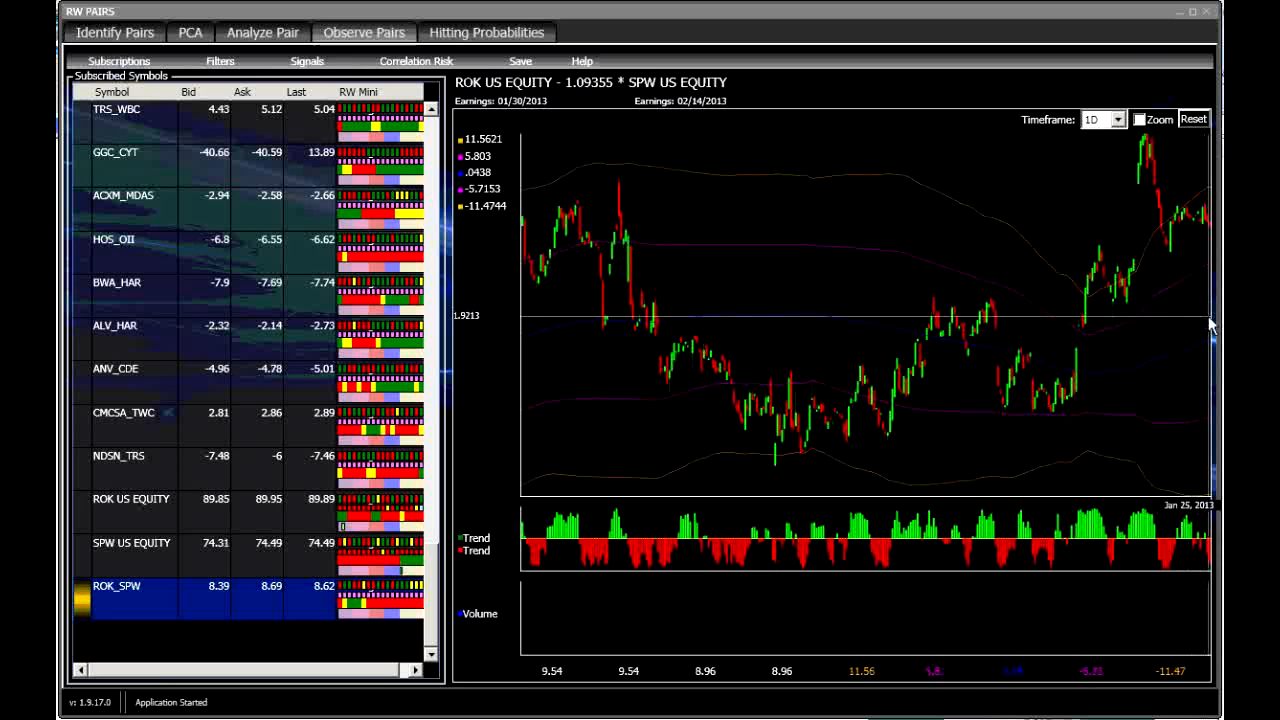 RW PAIRS
Identify Pairs PCA Analyze Pair Observe Pairs Hitting Probabilities
Subscriptions Filters Signals Correlation Risk Save Help
Subscribed Symbols
Symbol Bid Ask Last RW Mini
TRS_WBC 4.43 5.12 5.04
GGC_CYT -40.66 -40.59 13.89
ACXM_MDAS -2.94 -2.58 -2.66
HOS_OII -6.8 -6.55 -6.62
BWA_HAR -7.9 -7.69 -7.74
ALV_HAR -2.32 -2.14 -2.73
ANV_CDE -4.96 -4.78 -5.01
CMCSA_TWC 2.81 2.86 2.89
NDSN_TRS -7.48 -6 -7.46
ROK US EQUITY 89.85 89.95 89.89
SPW US EQUITY 74.31 74.49 74.49
ROK_SPW 8.39 8.69 8.62
ROK US EQUITY - 1.09355 * SPW US EQUITY
Earnings: 01/30/2013 Earnings: 02/14/2013
Timeframe: 1D Zoom Reset
11.5621
5.803
.0438
-5.7153
-11.4744
1.9213
Jan 25, 2013
Trend
Trend
Volume
9.54 9.54 8.96 8.96 11.56 -11.47
v: 1.9.17.0 Application Started